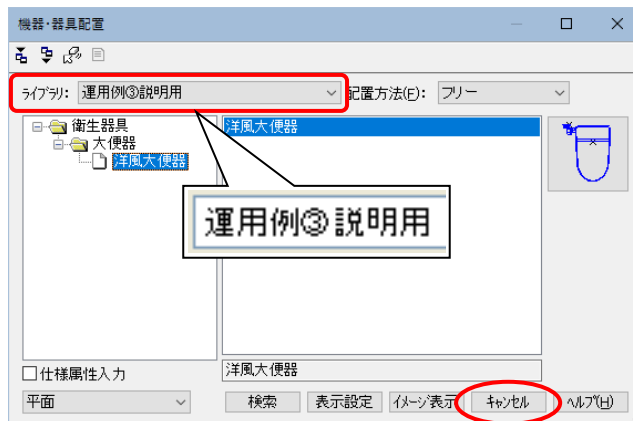 機器・器具配置
ﾗｲﾌﾞﾗﾘ: 運用例③説明用
配置方法(F): フリー
衛生器具
大便器
洋風大便器
洋風大便器
運用例③説明用
□仕様属性入力
洋風大便器
平面
検索 表示設定 ｲﾒｰｼﾞ表示 ｷｬﾝｾﾙ ﾍﾙﾌﾟ(H)